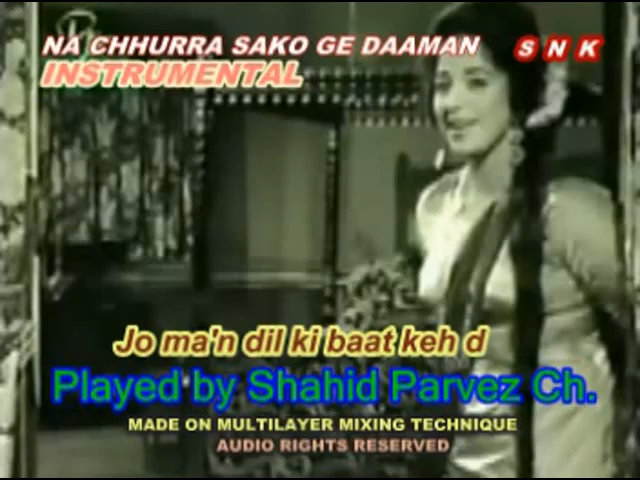 NA CHHURRA SAKO GE DAAMAN S N K
INSTRUMENTAL
Jo ma'n dil ki baat keh d
Played by Shahid Parvez Ch.
MADE ON MULTILAYER MIXING TECHNIQUE
AUDIO RIGHTS RESERVED